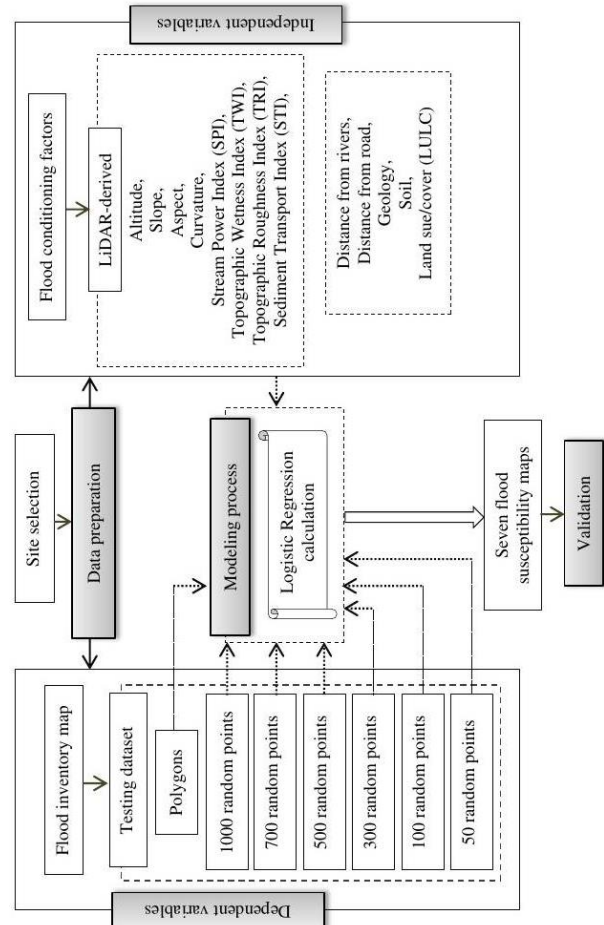 Site selection
Data preparation
Dependent variables
Flood inventory map
Testing dataset
Polygons
1000 random points
700 random points
500 random points
300 random points
100 random points
50 random points
Modeling process
Logistic Regression
calculation
Seven flood
susceptibility maps
Validation
Independent variables
Flood conditioning factors
LiDAR-derived
Altitude,
Slope,
Aspect,
Curvature,
Stream Power Index (SPI),
Topographic Wetness Index (TWI),
Topographic Roughness Index (TRI),
Sediment Transport Index (STI),
Distance from rivers,
Distance from road,
Geology,
Soil,
Land sue/cover (LULC)